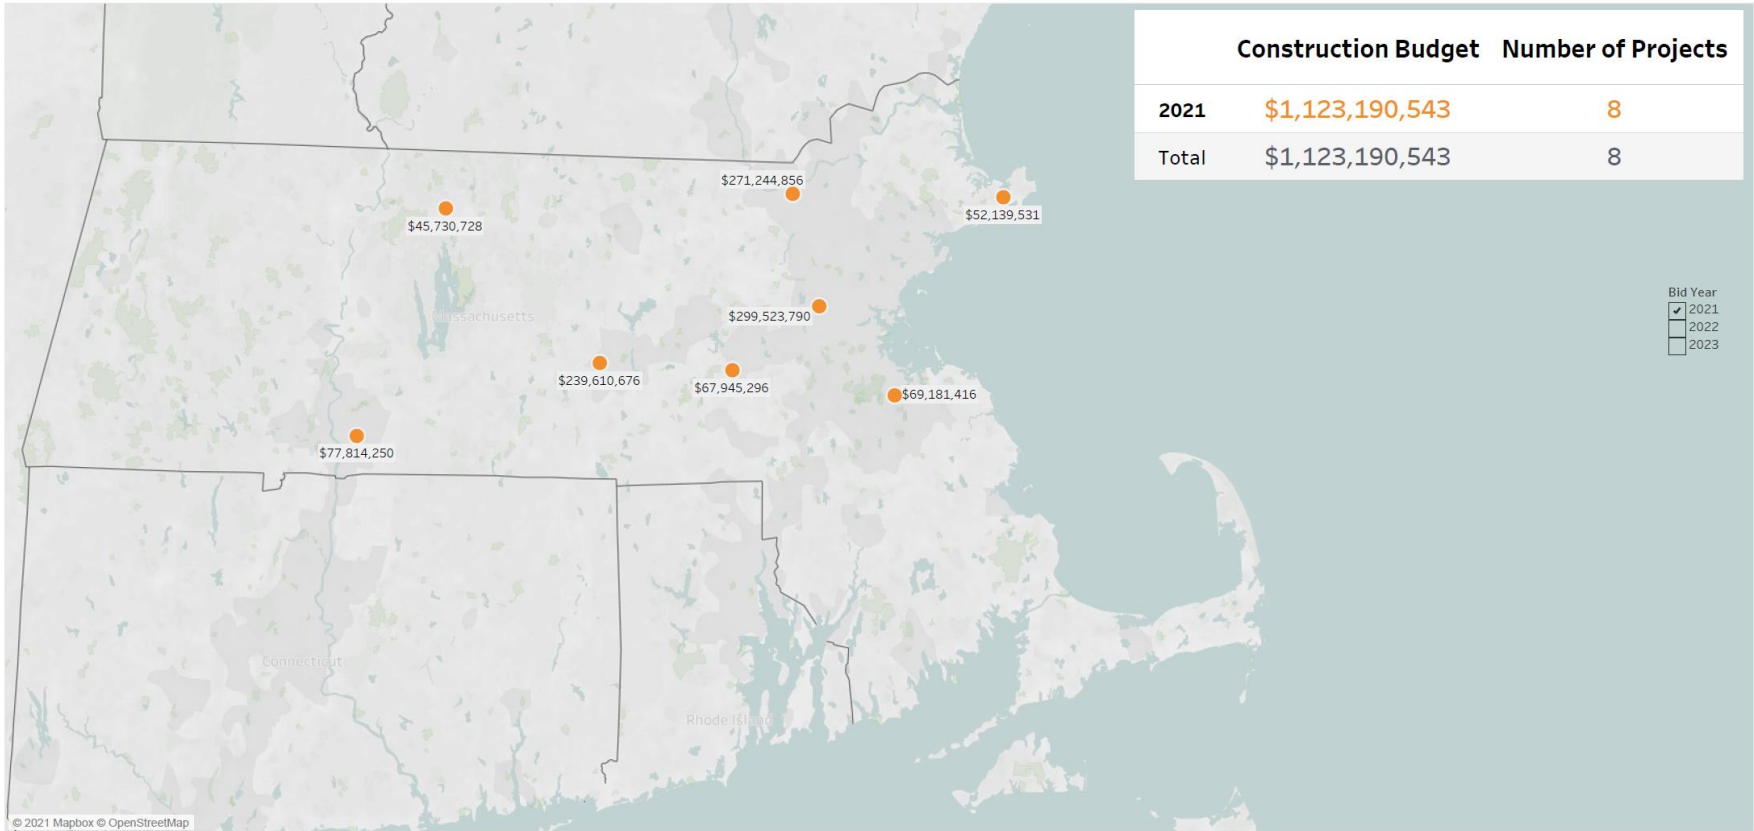 Construction Budget Number of Projects
2021 $1,123,190,543 8
Total $1,123,190,543 8
$271,244,856
$52,139,531
$45,730,728
Bid Year
2021
2022
2023
Massachusetts
$299,523,790
$239,610,676
$67,945,296
$69,181,416
$77,814,250
Connecticut
Rhode Island
© 2021 Mapbox © OpenStreetMap